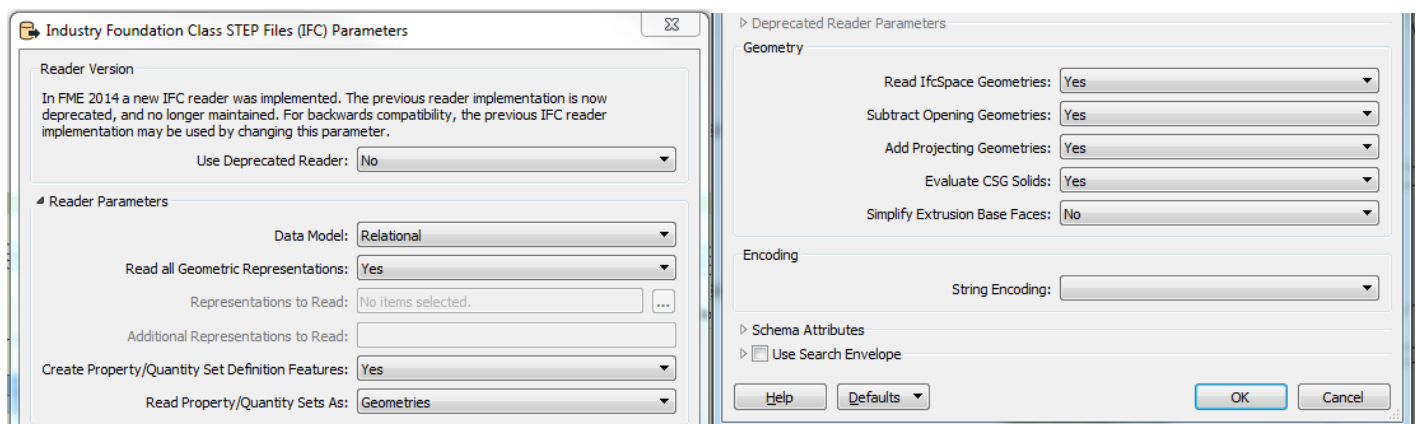 Industry Foundation Class STEP Files (IFC) Parameters
Reader Version
In FME 2014 a new IFC reader was implemented. The previous reader implementation is now
deprecated, and no longer maintained. For backwards compatibility, the previous IFC reader
implementation may be used by changing this parameter.
Use Deprecated Reader: No
Reader Parameters
Data Model: Relational
Read all Geometric Representations: Yes
Representations to Read: No items selected. ...
Additional Representations to Read:
Create Property/Quantity Set Definition Features: Yes
Read Property/Quantity Sets As: Geometries
Deprecated Reader Parameters
Geometry
Read IfcSpace Geometries: Yes
Subtract Opening Geometries: Yes
Add Projecting Geometries: Yes
Evaluate CSG Solids: Yes
Simplify Extrusion Base Faces: No
Encoding
String Encoding:
Schema Attributes
Use Search Envelope
Help Defaults OK Cancel